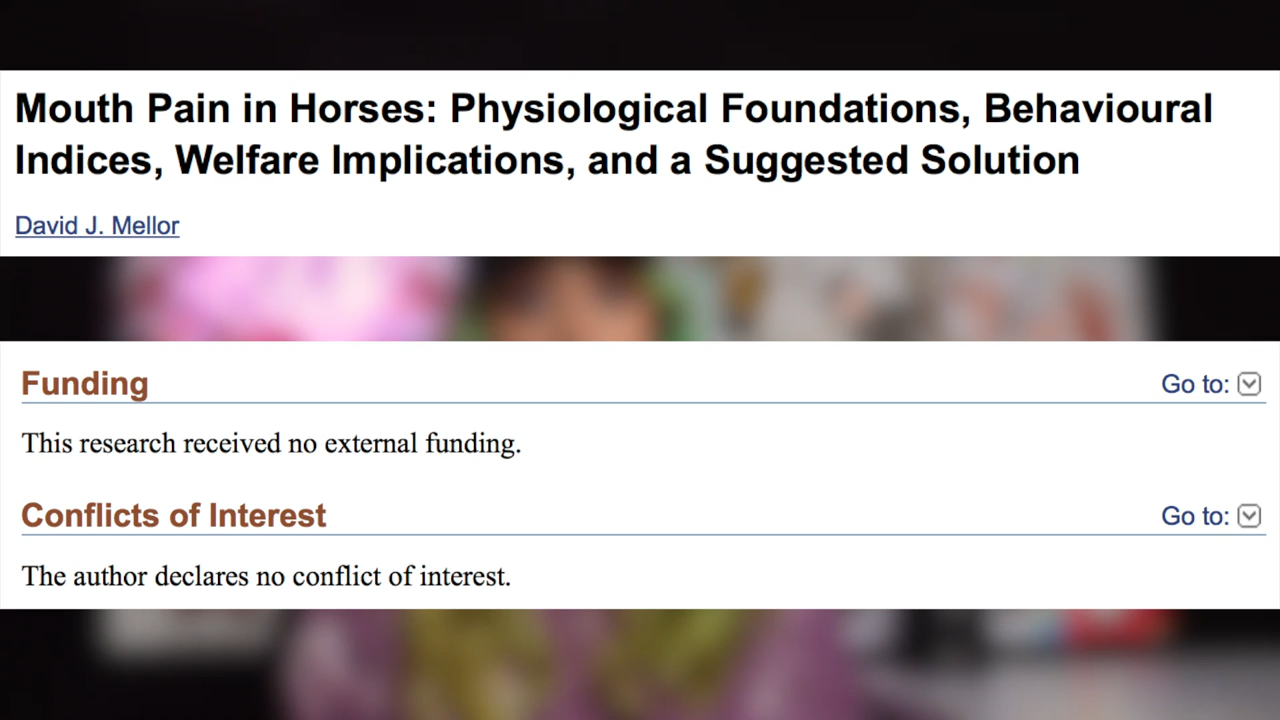 Mouth Pain in Horses: Physiological Foundations, Behavioural
Indices, Welfare Implications, and a Suggested Solution
David J. Mellor
Funding
Go to:
This research received no external funding.
Conflicts of Interest
Go to:
The author declares no conflict of interest.